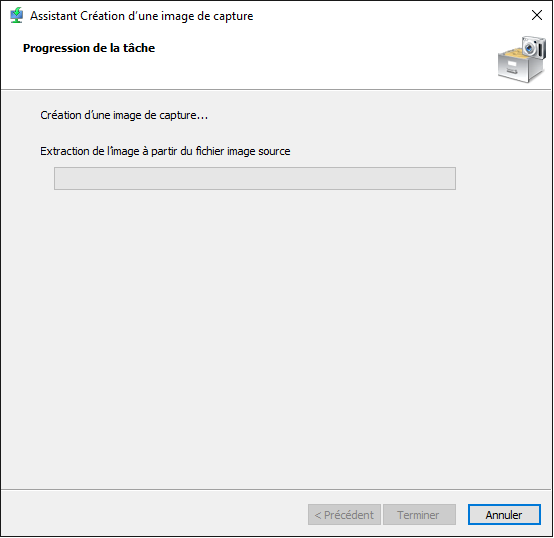 Assistant Création d'une image de capture
Progression de la tâche
Création d'une image de capture...
Extraction de l'image à partir du fichier image source
< Précédent
Terminer
Annuler